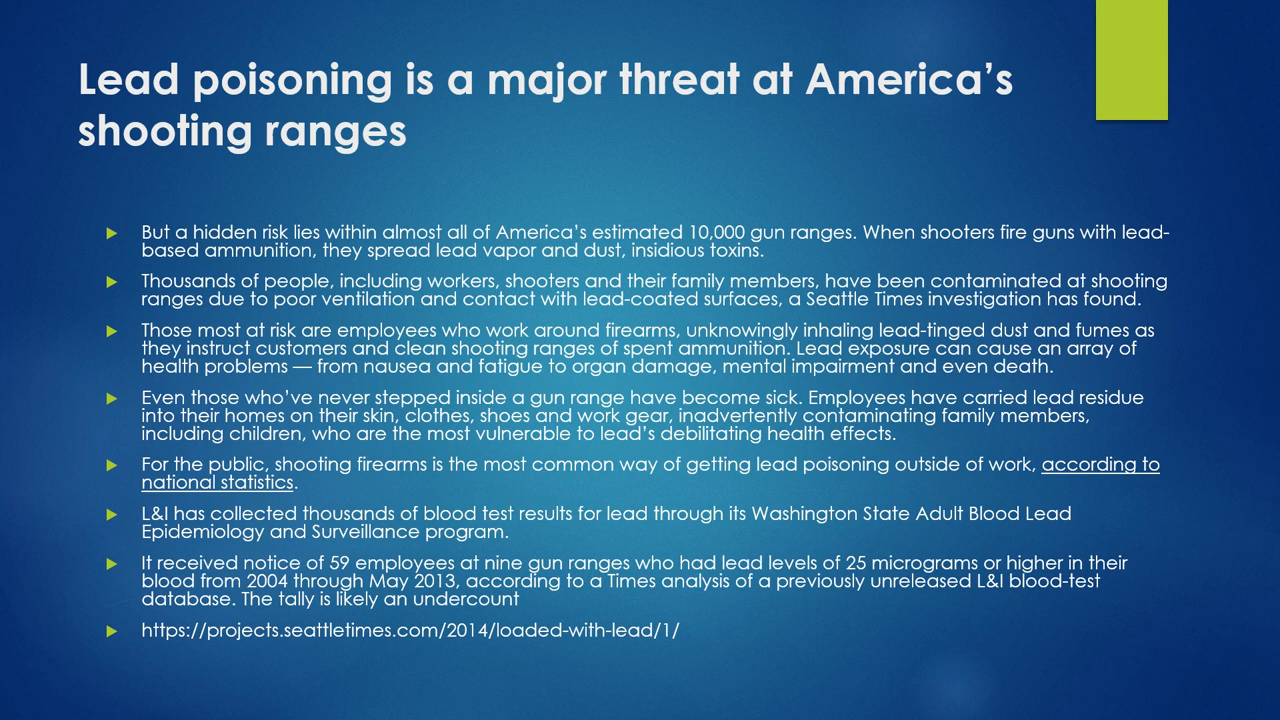 Lead poisoning is a major threat at America’s
shooting ranges
But a hidden risk lies within almost all of America’s estimated 10,000 gun ranges. When shooters fire guns with lead-
based ammunition, they spread lead vapor and dust, insidious toxins.
Thousands of people, including workers, shooters and their family members, have been contaminated at shooting
ranges due to poor ventilation and contact with lead-coated surfaces, a Seattle Times investigation has found.
Those most at risk are employees who work around firearms, unknowingly inhaling lead-tinged dust and fumes as
they instruct customers and clean shooting ranges of spent ammunition. Lead exposure can cause an array of
health problems — from nausea and fatigue to organ damage, mental impairment and even death.
Even those who’ve never stepped inside a gun range have become sick. Employees have carried lead residue
into their homes on their skin, clothes, shoes and work gear, inadvertently contaminating family members,
including children, who are the most vulnerable to lead’s debilitating health effects.
For the public, shooting firearms is the most common way of getting lead poisoning outside of work, according to
national statistics.
L&I has collected thousands of blood test results for lead through its Washington State Adult Blood Lead
Epidemiology and Surveillance program.
It received notice of 59 employees at nine gun ranges who had lead levels of 25 micrograms or higher in their
blood from 2004 through May 2013, according to a Times analysis of a previously unreleased L&I blood-test
database. The tally is likely an undercount
https://projects.seattletimes.com/2014/loaded-with-lead/1/